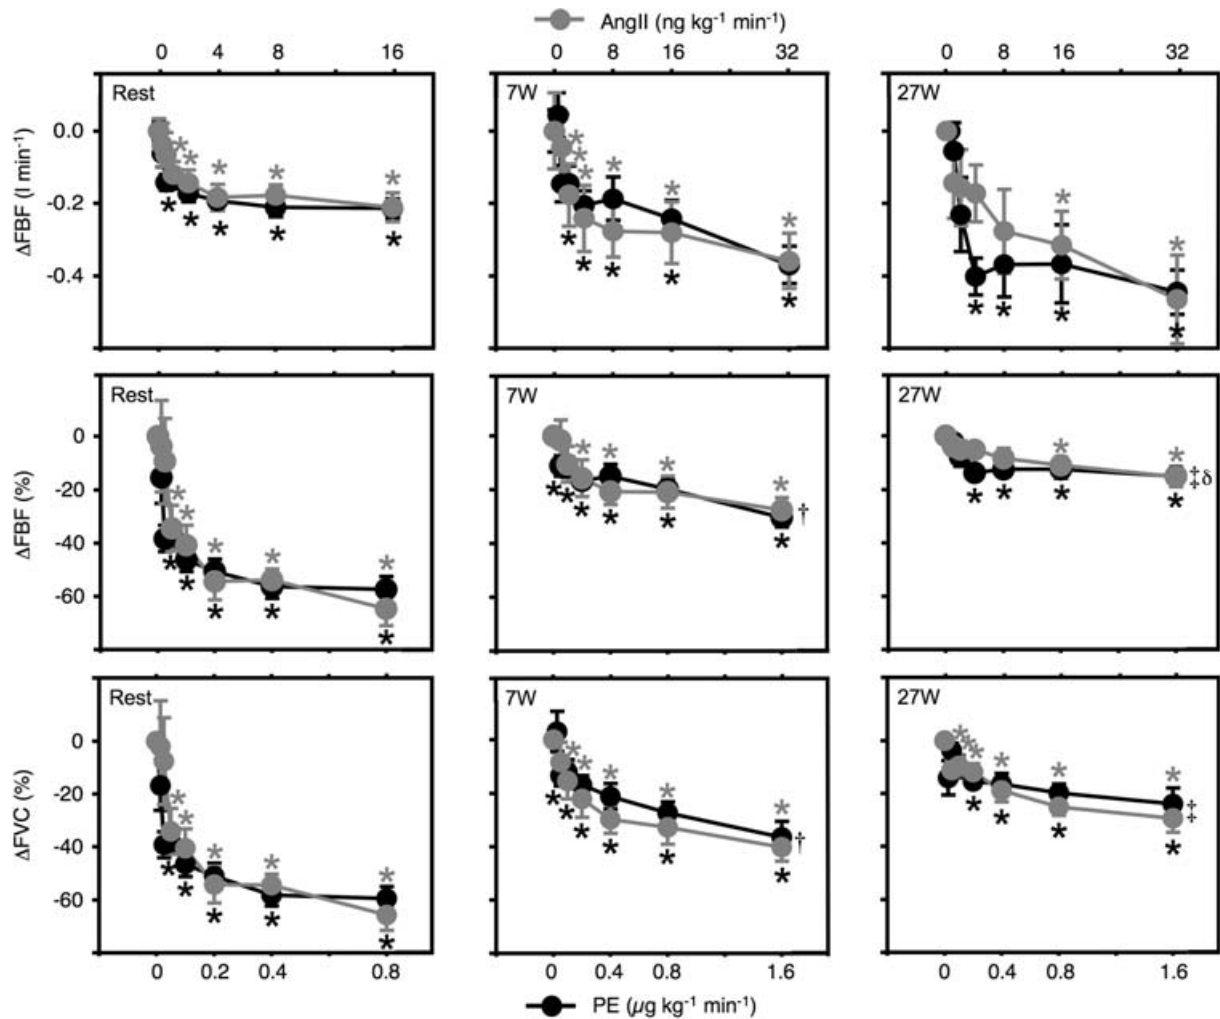 AngII (ng kg-1 min-1)
0 4 8 16
0 8 16 32
0 8 16 32
Rest
7W
27W
ΔFBF (l min-1)
0.0
-0.2
-0.4
* * * * * *
* * * * * *
* * * * * *
* * * * *
* *
* * * *
Rest
7W
27W
ΔFBF (%)
0
-20
-40
-60
* * * * *
* * * * *
* * * * †
* * * * * *
* * ‡δ
‡
* * * *
Rest
7W
27W
ΔFVC (%)
0
-20
-40
-60
* * * * *
* * * * *
* * * * * †
* * * * * *
* * * * * * ‡
‡
* * * *
0 0.2 0.4 0.8
0 0.4 0.8 1.6
0 0.4 0.8 1.6
PE (μg kg-1 min-1)